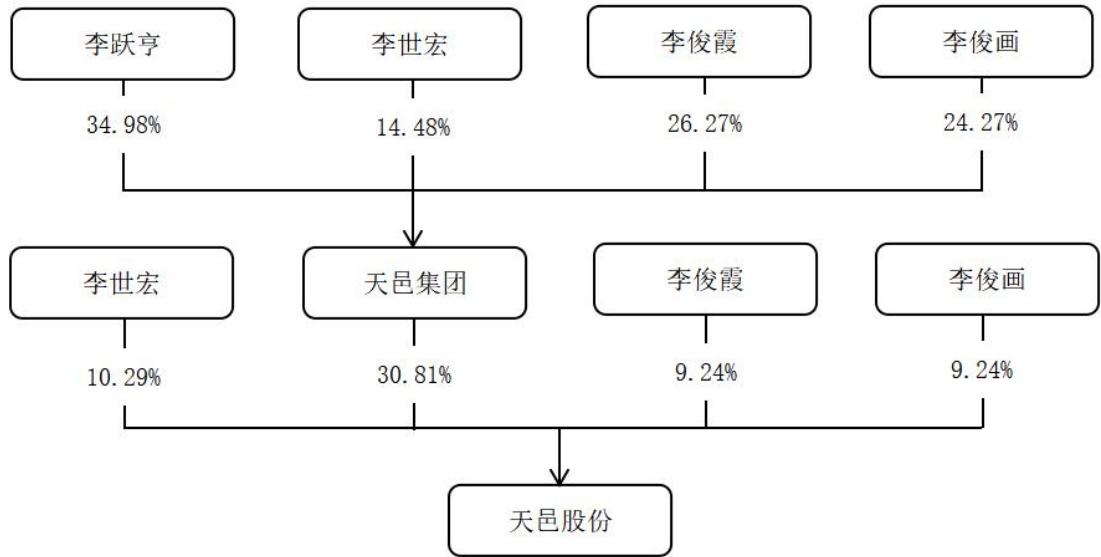 李跃亨
李世宏
李俊霞
李俊画
34.98%
14.48%
26.27%
24.27%
李世宏
天邑集团
李俊霞
李俊画
10.29%
30.81%
9.24%
9.24%
天邑股份